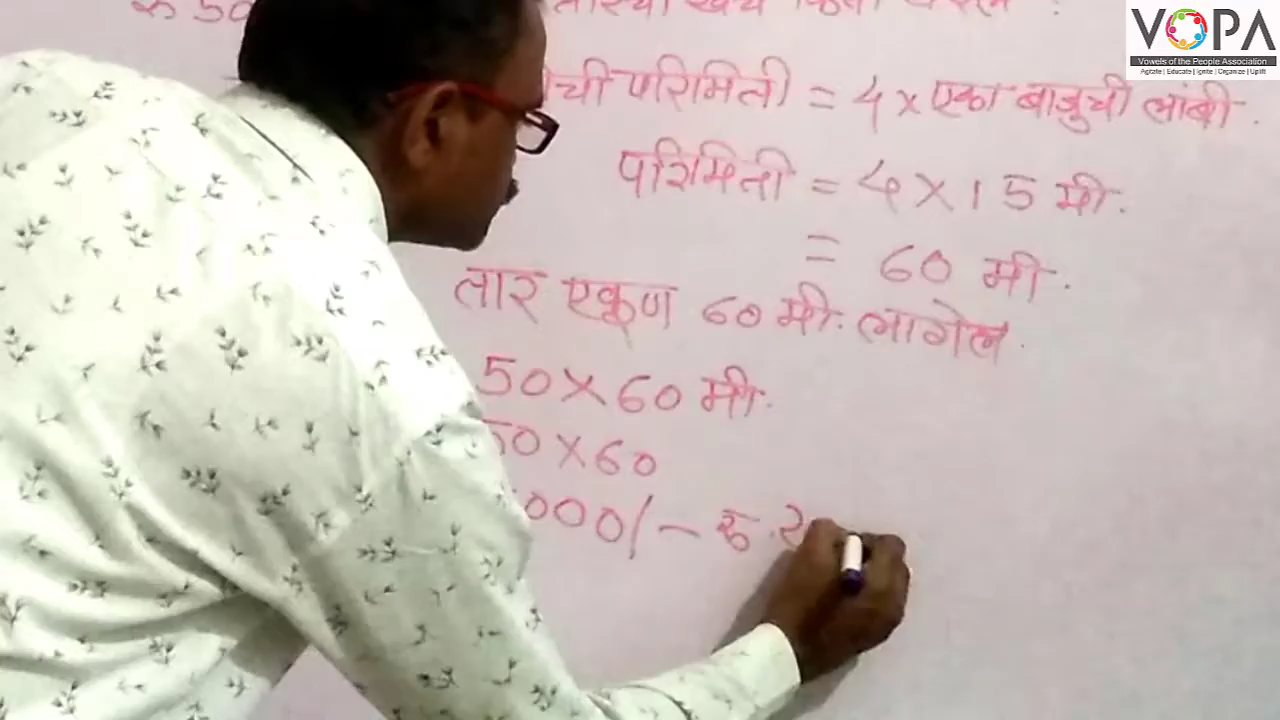 रु 50
VOPA
Vowels of the People Association
Agitate | Educate | Ignite | Organize | Uplift
ची परिमिती = 4 × एका बाजुची लांबी.
परिमिती = 4 × 15 मी.
= 60 मी.
तार एकूण 60 मी. लागेल.
50 × 60 मी.
50 × 60
000/- रु.